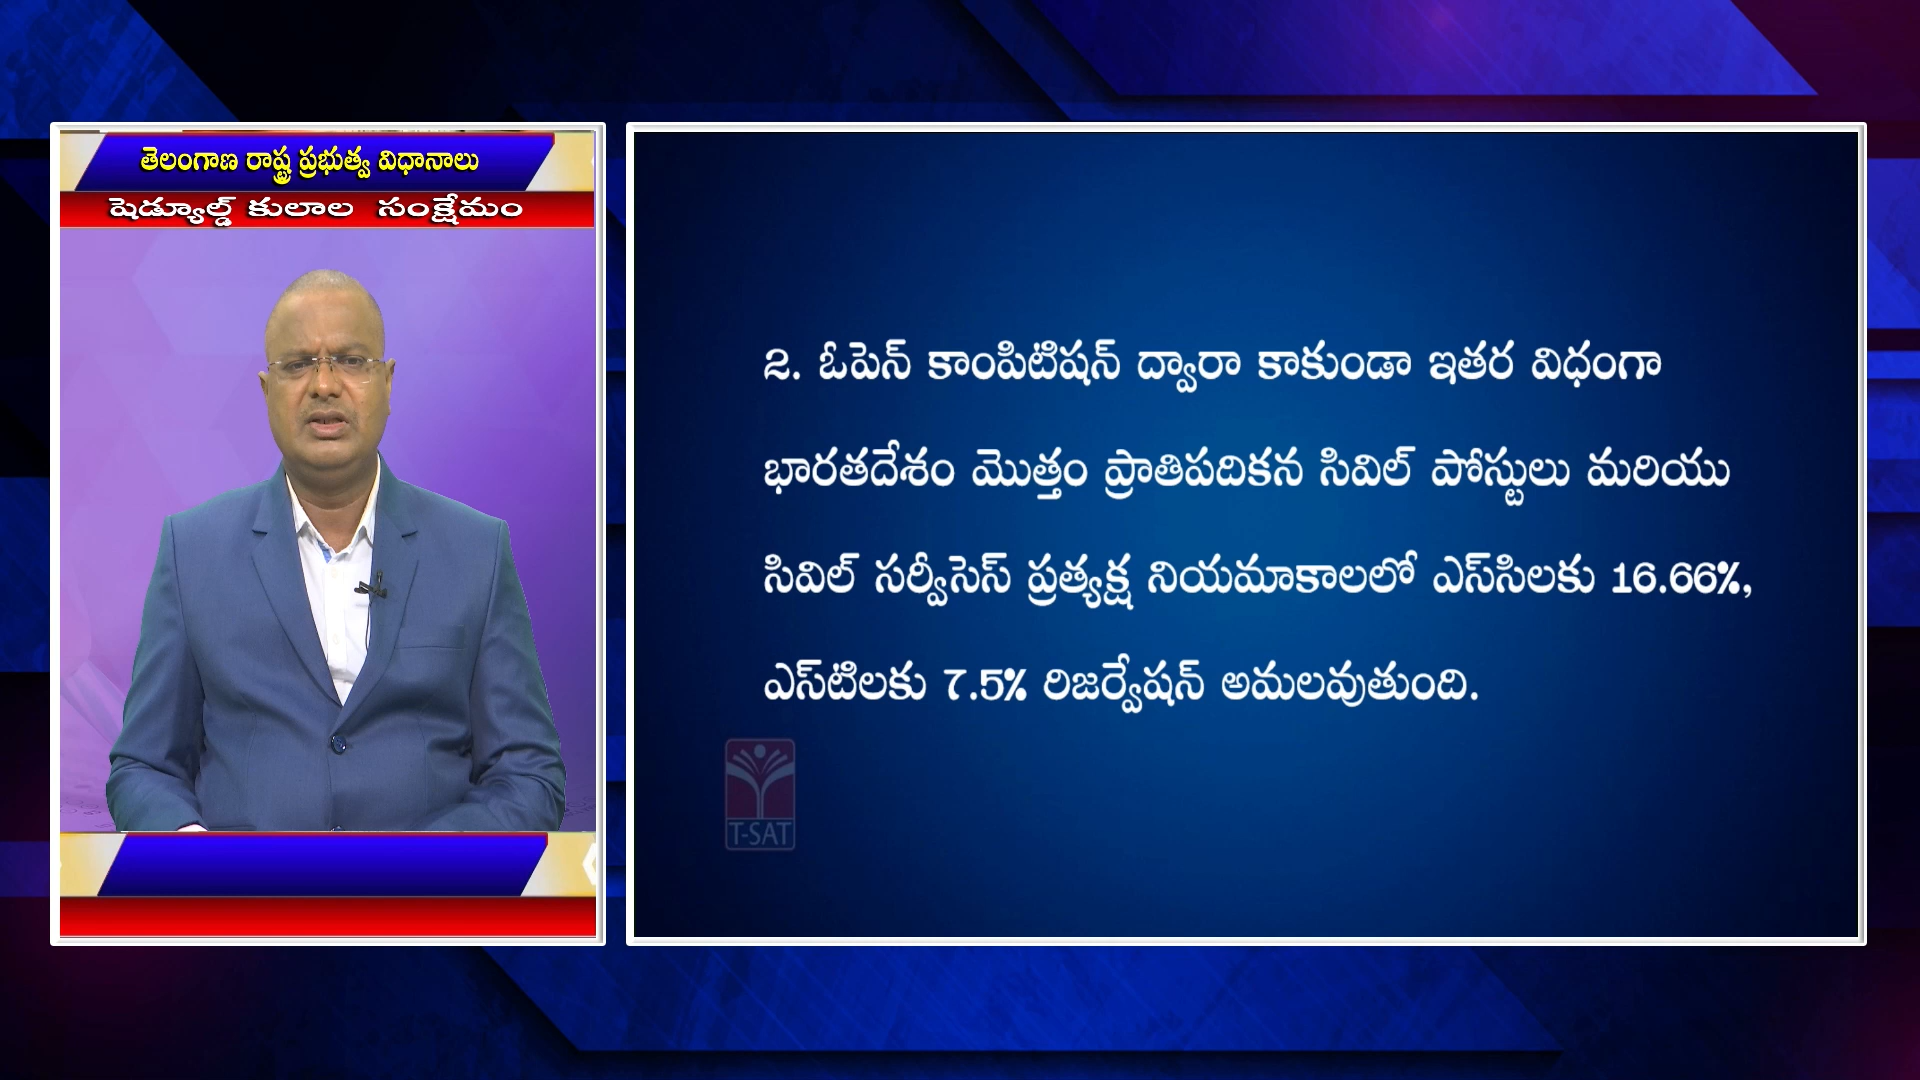 తెలంగాణ రాష్ట్ర ప్రభుత్వ విధానాలు
షెడ్యూల్డ్ కులాల సంక్షేమం
౨. ఓపెన్ కాంపిటిషన్ ద్వారా కాకుండా ఇతర విధంగా
భారతదేశం మొత్తం ప్రాతిపదికన సివిల్ పోస్టులు మరియు
సివిల్ సర్వీసెస్ ప్రత్యక్ష నియమాకాలలో ఎస్‌సిలకు 16.66%,
ఎస్‌టిలకు 7.5% రిజర్వేషన్ అమలవుతుంది.
T-SAT